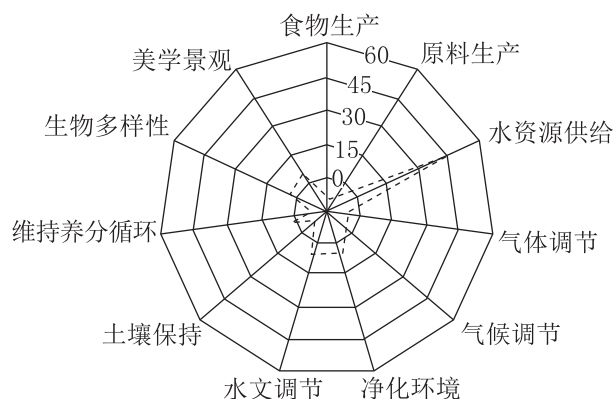 食物生产
美学景观
60
原料生产
45
生物多样性
30
水资源供给
15
0
维持养分循环
气体调节
土壤保持
气候调节
水文调节
净化环境